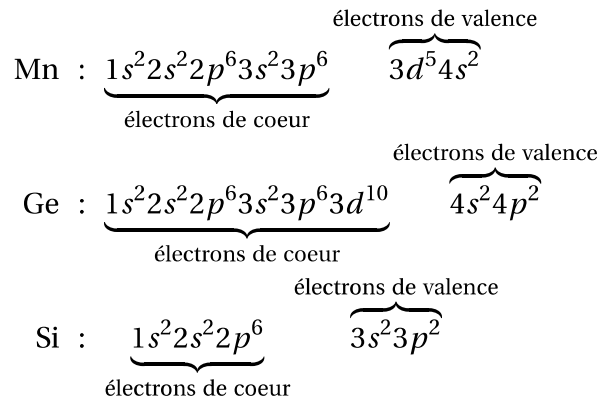 électrons de valence
Mn : 1s²2s²2p⁶3s²3p⁶ 3d⁵4s²
électrons de coeur
électrons de valence
Ge : 1s²2s²2p⁶3s²3p⁶3d¹⁰ 4s²4p²
électrons de coeur
électrons de valence
Si : 1s²2s²2p⁶ 3s²3p²
électrons de coeur